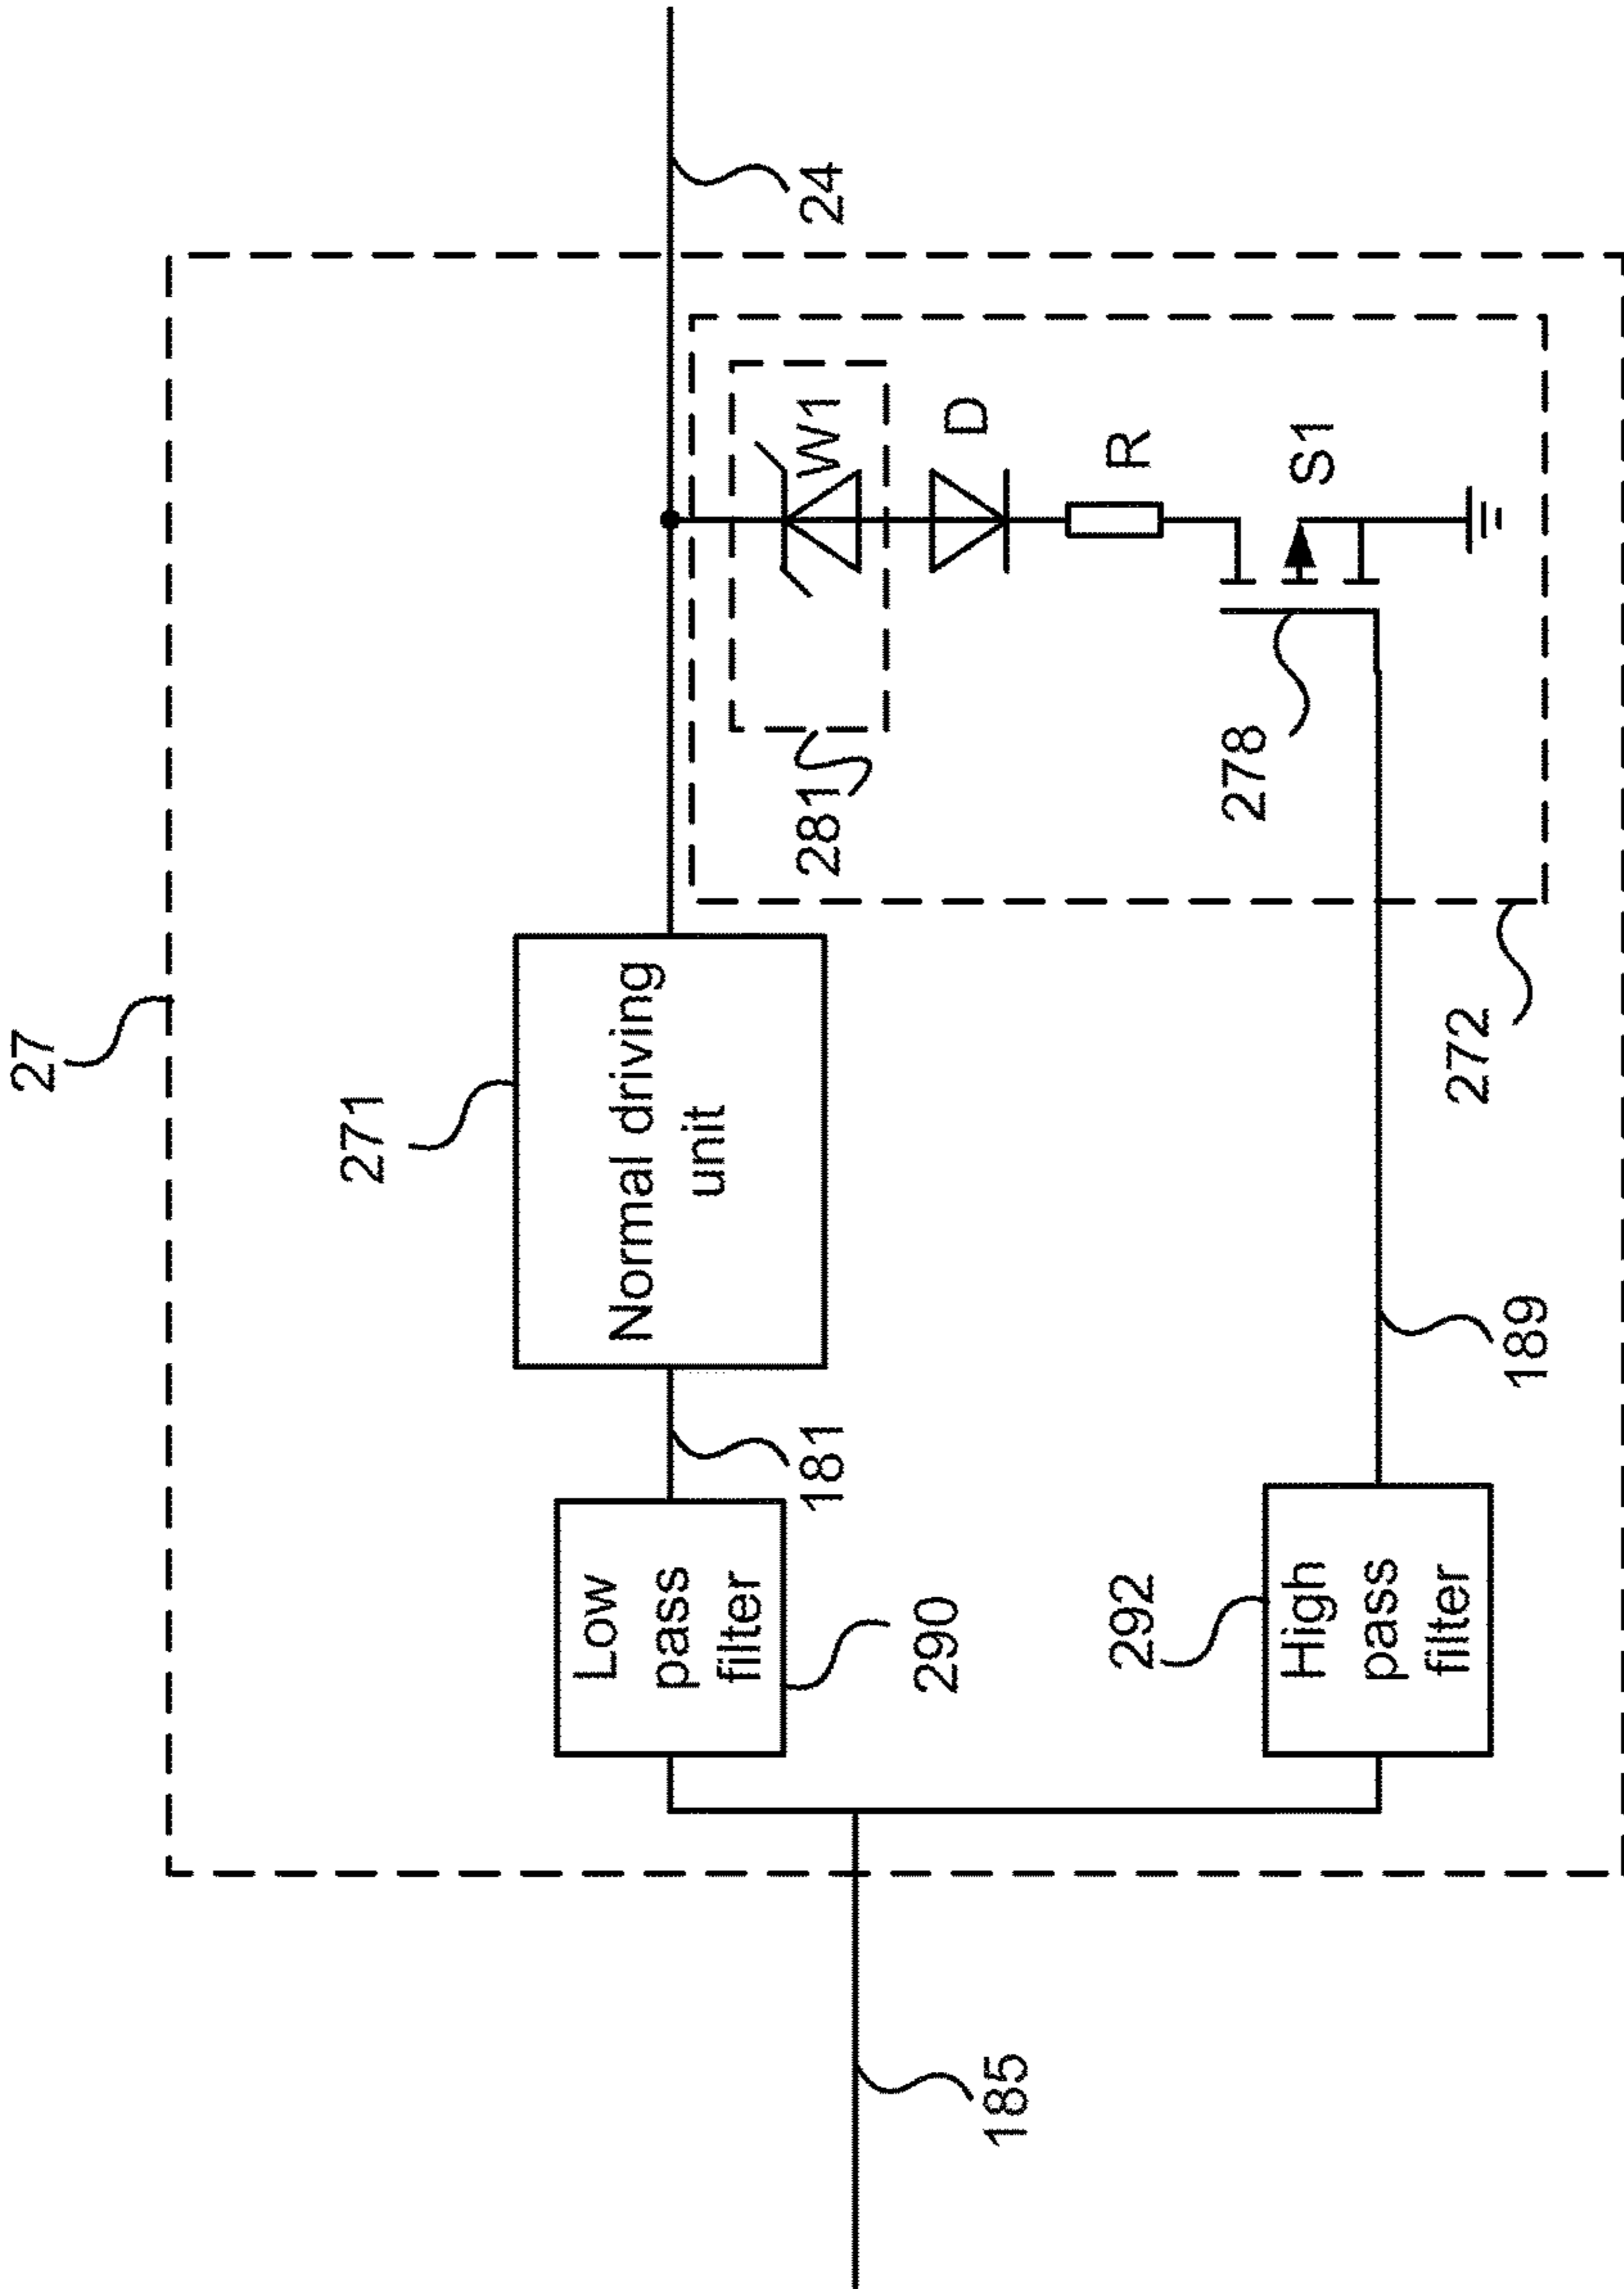 27
271
Low
pass
filter
Normal driving
unit
181
281
W1
24
290
D
185
292
R
278
S1
High
pass
filter
189
272